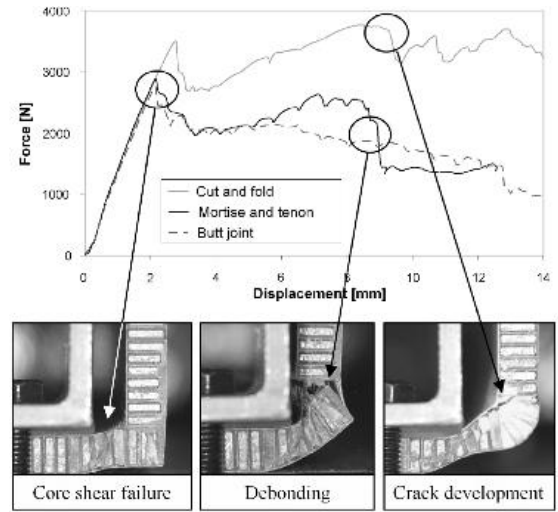 4000
3000
2000
1000
0
Force [N]
Cut and fold
Mortise and tenon
Butt joint
0 2 4 6 8 10 12 14
Displacement [mm]
Core shear failure
Debonding
Crack development